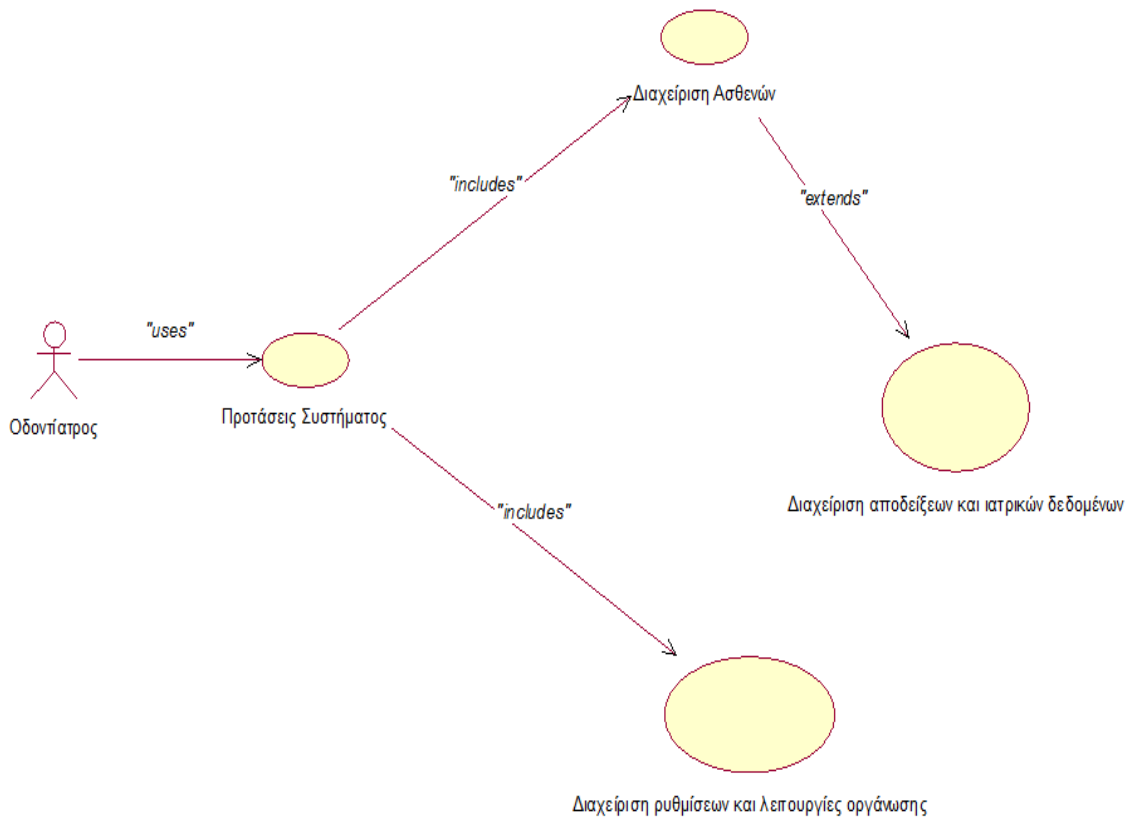 Διαχείριση Ασθενών
"includes"
"extends"
"uses"
Προτάσεις Συστήματος
Οδοντίατρος
Διαχείριση αποδείξεων και ιατρικών δεδομένων
"includes"
Διαχείριση ρυθμίσεων και λειτουργίες οργάνωσης